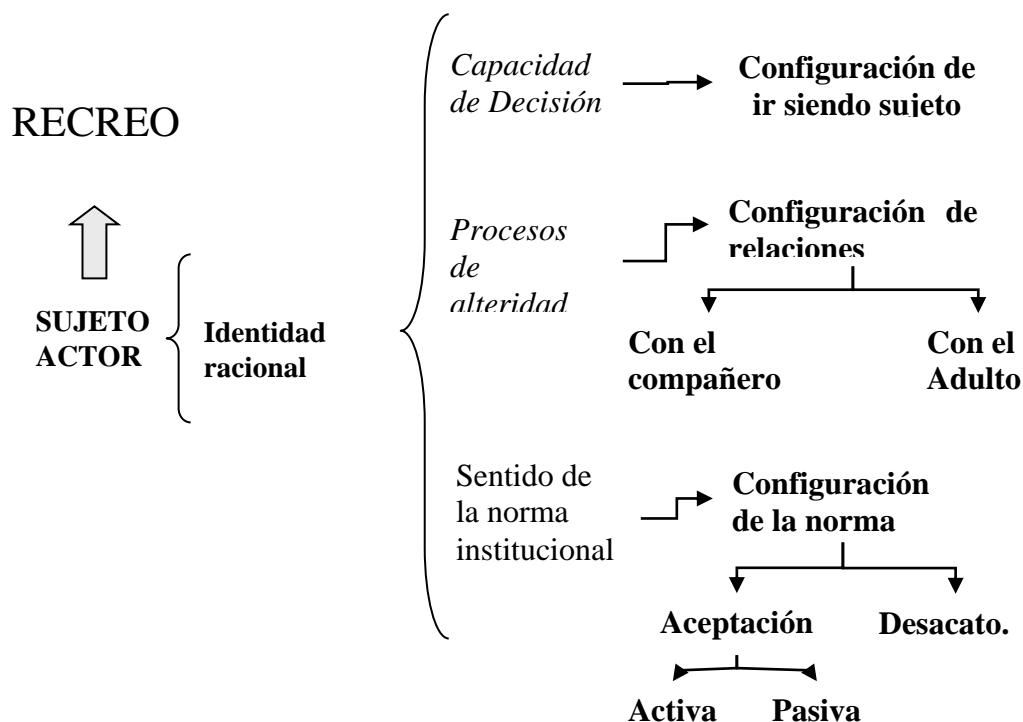 RECREO
SUJETO
ACTOR
Identidad
racional
Capacidad
de Decisión
Configuración de
ir siendo sujeto
Procesos
de
alteridad
Configuración de
relaciones
Con el
compañero
Con el
Adulto
Sentido de
la norma
institucional
Configuración
de la norma
Aceptación
Desacato.
Activa
Pasiva